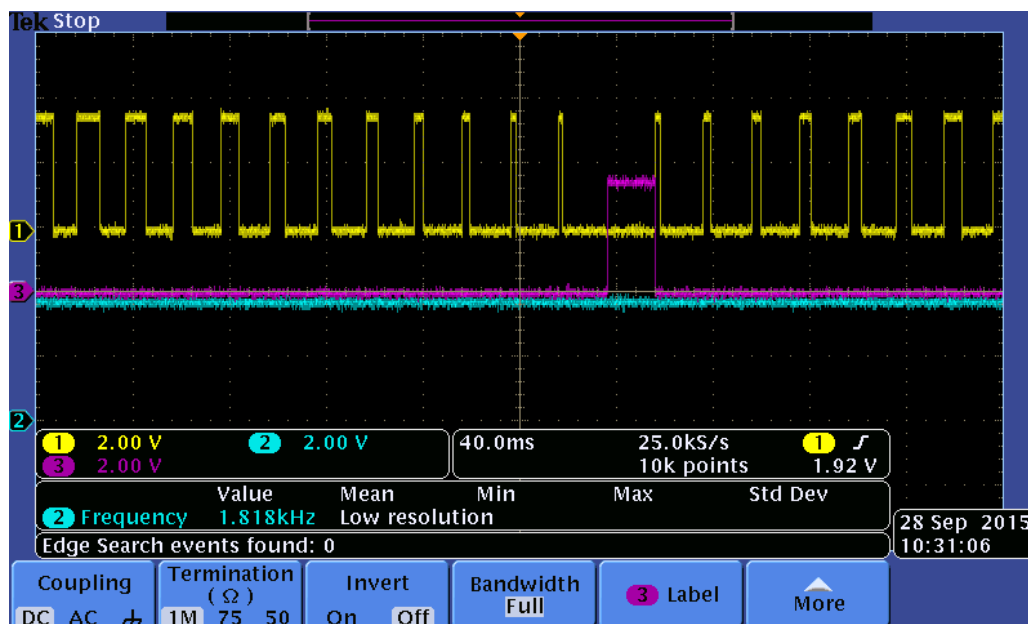 Tek Stop
1
3
2
1 2.00 V 2 2.00 V
3 2.00 V
40.0ms 25.0kS/s 1
10k points 1.92 V
Value Mean Min Max Std Dev
2 Frequency 1.818kHz Low resolution
Edge Search events found: 0
28 Sep 2015
10:31:06
Coupling
DC AC
Termination
(Ω)
1M 75 50
Invert
On Off
Bandwidth
Full
3 Label
More